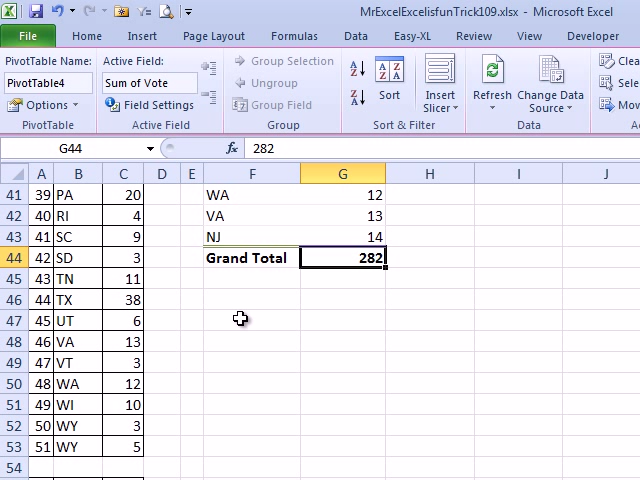 MrExcelExcelisfunTrick109.xlsx - Microsoft Excel
File Home Insert Page Layout Formulas Data Easy-XL Review View Developer
PivotTable Name: Active Field: Group Selection Clea
PivotTable4 Sum of Vote Ungroup Sort Insert Slicer Refresh Change Data Source Sele
Options Field Settings Group Field Mov
PivotTable Active Field Group Sort & Filter Data A
G44 fx 282
A B C D E F G H I J
41 39 PA 20 WA 12
42 40 RI 4 VA 13
43 41 SC 9 NJ 14
44 42 SD 3 Grand Total 282
45 43 TN 11
46 44 TX 38
47 45 UT 6
48 46 VA 13
49 47 VT 3
50 48 WA 12
51 49 WI 10
52 50 WY 3
53 51 WY 5
54